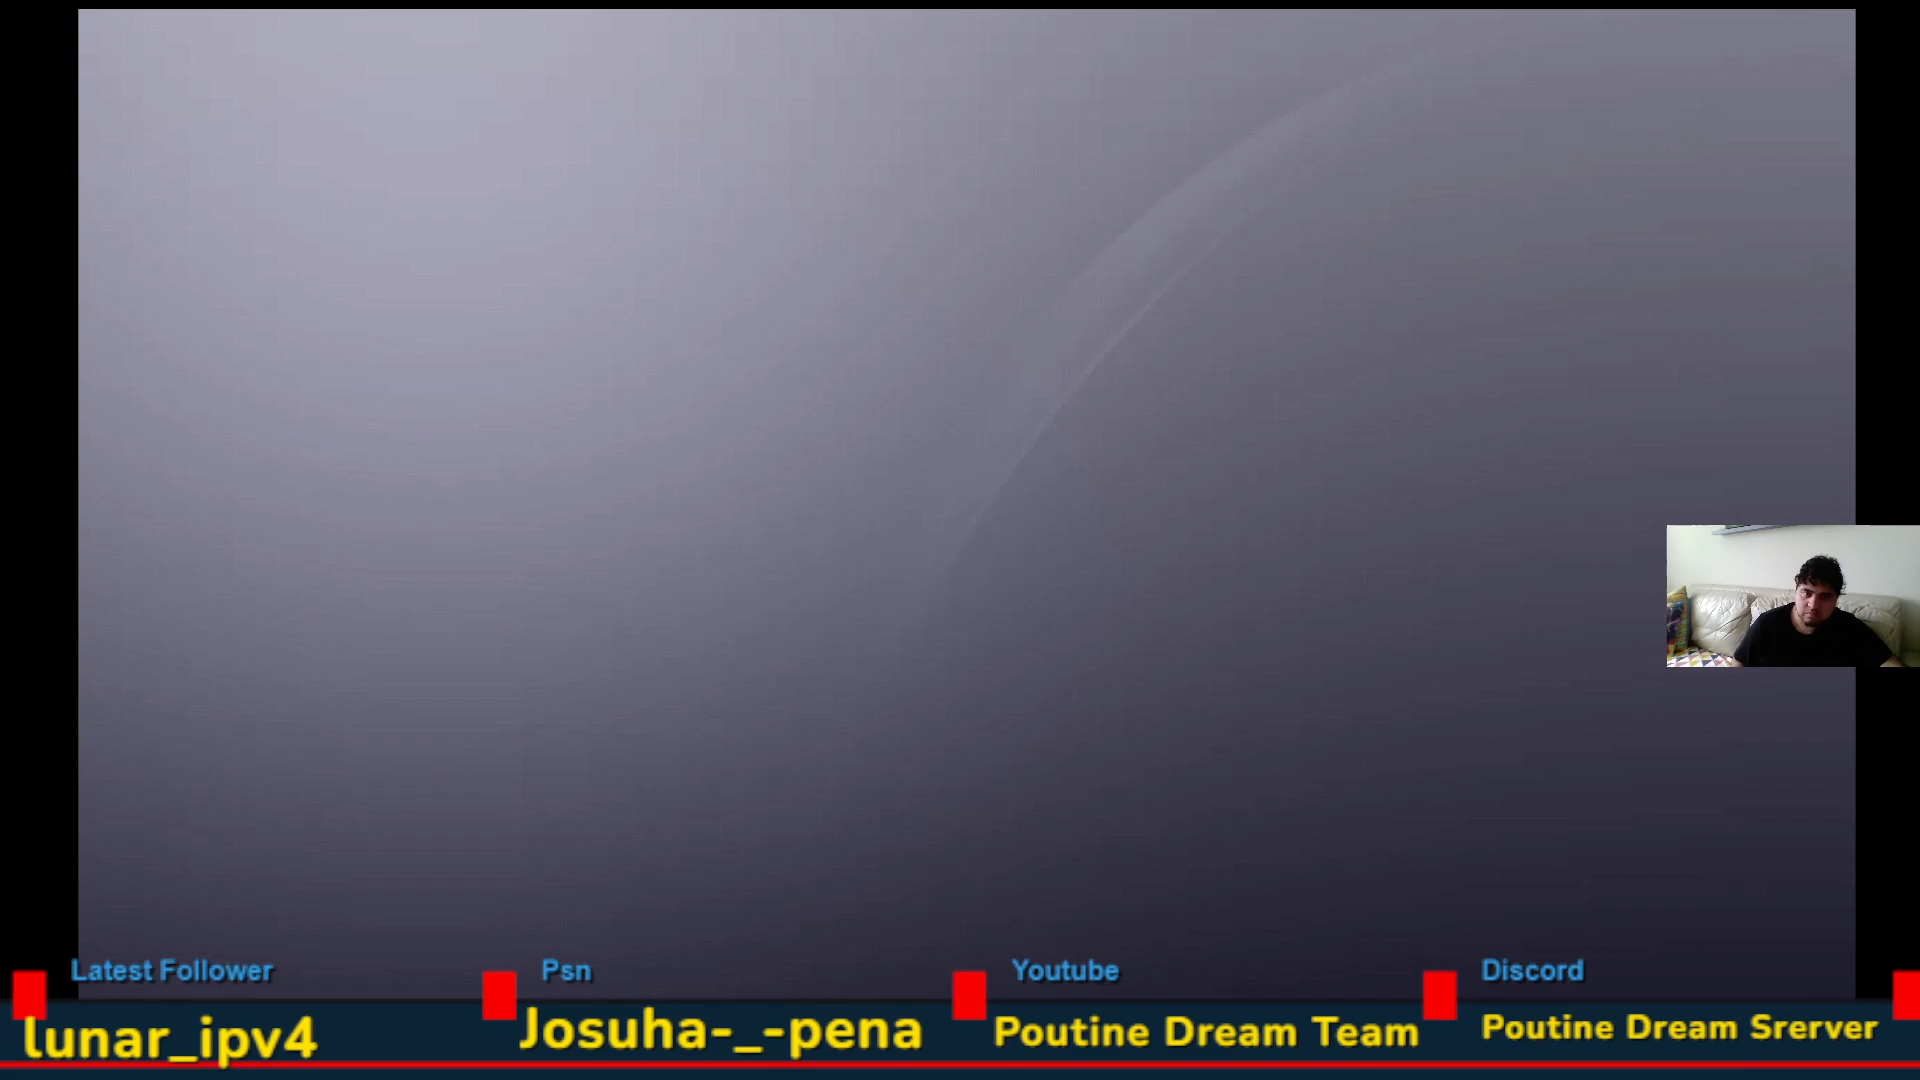 Latest Follower
lunar_ipv4
Psn
Josuha-_-pena
Youtube
Poutine Dream Team
Discord
Poutine Dream Srerver